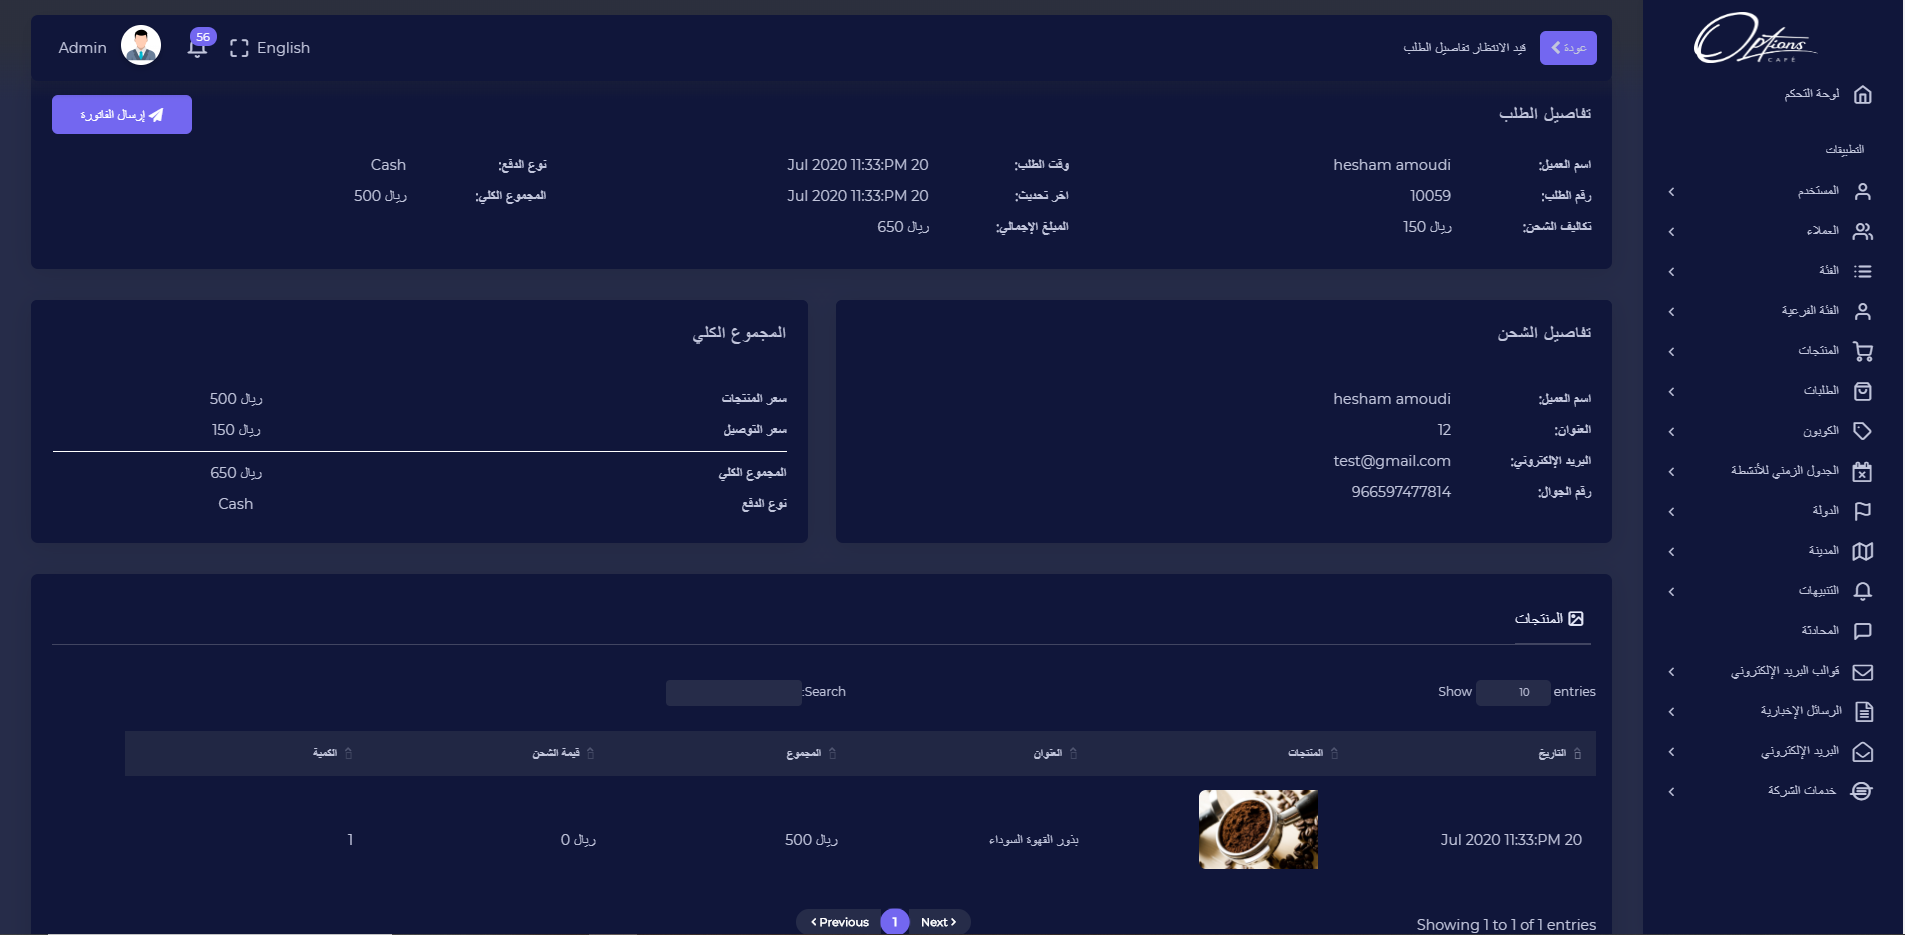 Options
CAFÉ
لوحة التحكم
التطبيقات
المستخدم
العملاء
الفئة
الفئة الفرعية
المنتجات
الطلبات
الكوبون
الجدول الزمني للأنشطة
الدولة
المدينة
التنبيهات
المحادثة
قوالب البريد الإلكتروني
الرسائل الإخبارية
البريد الإلكتروني
خدمات الشركة
عودة
قيد الانتظار تفاصيل الطلب
English
56
Admin
تفاصيل الطلب
إرسال الفاتورة
اسم العميل: hesham amoudi
وقت الطلب: 20 Jul 2020 11:33:PM
نوع الدفع: Cash
رقم الطلب: 10059
اخر تحديث: 20 Jul 2020 11:33:PM
المجموع الكلي: 500 ريال
تكاليف الشحن: 150 ريال
المبلغ الإجمالي: 650 ريال
تفاصيل الشحن
اسم العميل: hesham amoudi
العنوان: 12
البريد الإلكتروني: test@gmail.com
رقم الجوال: 966597477814
المجموع الكلي
سعر المنتجات 500 ريال
سعر التوصيل 150 ريال
المجموع الكلي 650 ريال
نوع الدفع Cash
المنتجات
Show 10 entries
Search:
التاريخ المنتجات العنوان المجموع قيمة الشحن الكمية
20 Jul 2020 11:33:PM بذور القهوة السوداء 500 ريال 0 ريال 1
Showing 1 to 1 of 1 entries
Previous 1 Next